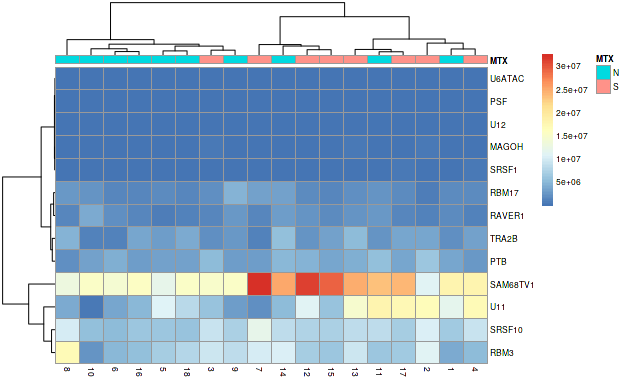 MTX
MTX
N
S
3e+07
2.5e+07
2e+07
1.5e+07
1e+07
5e+06
U6ATAC
PSF
U12
MAGOH
SRSF1
RBM17
RAVER1
TRA2B
PTB
SAM68TV1
U11
SRSF10
RBM3
8 10 6 16 5 18 3 9 7 14 12 15 13 11 17 2 1 4